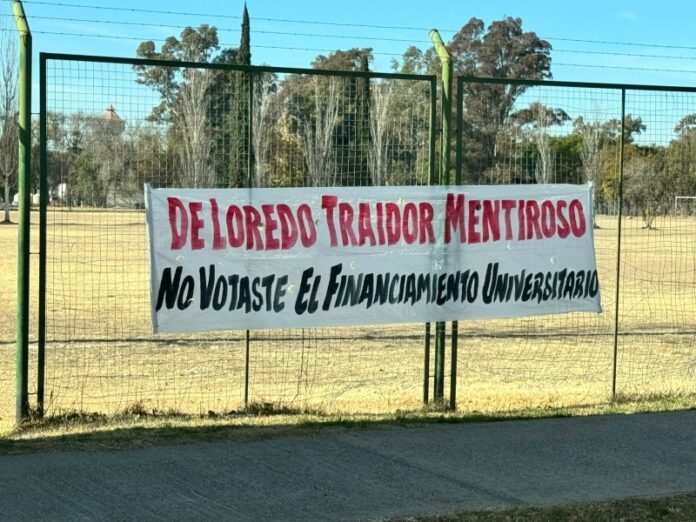 DE LOREDO TRAIDOR MENTIROSO
NO VOTASTE EL FINANCIAMIENTO UNIVERSITARIO